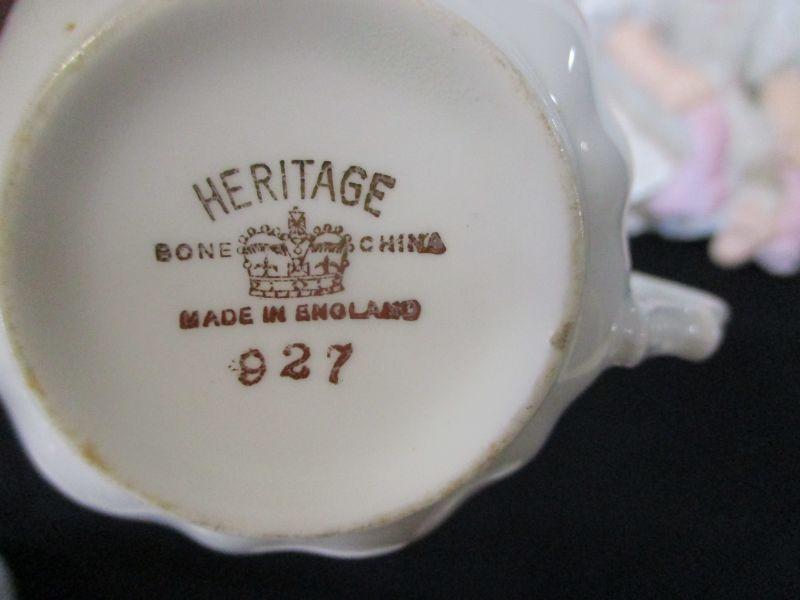 HERITAGE
BONE CHINA
MADE IN ENGLAND
927